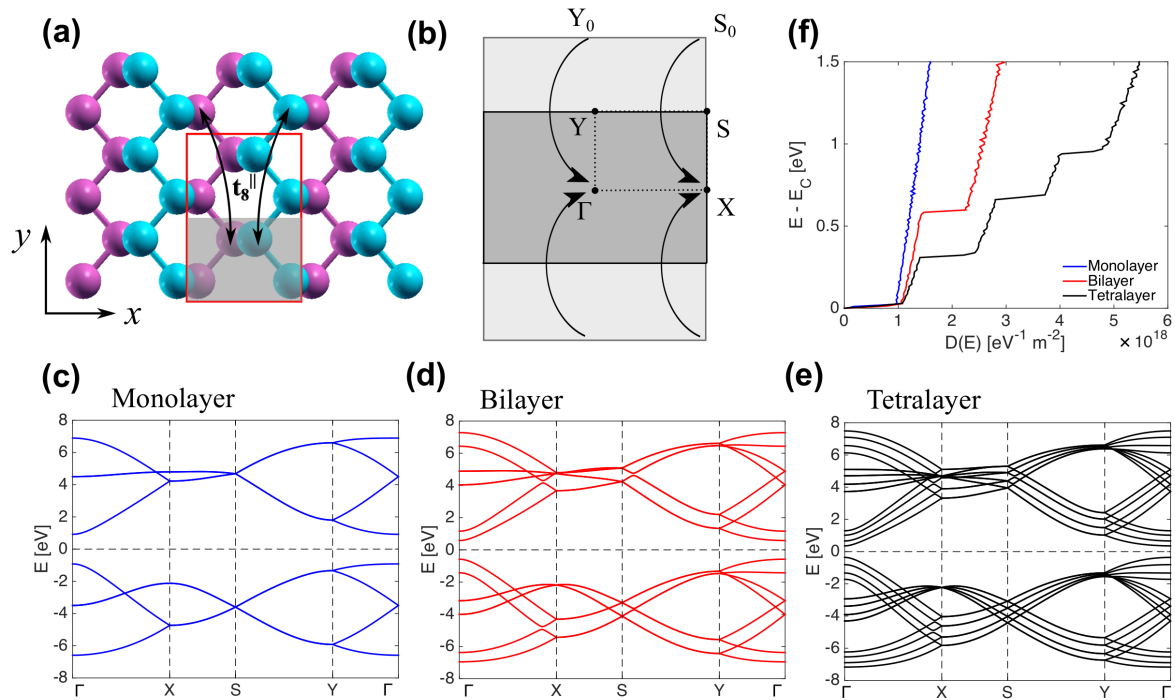 (a)
t₈∥
y
x
(b)
Y₀
S₀
Y
S
Γ
X
(f)
1.5
1
0.5
0
E - E_C [eV]
Monolayer
Bilayer
Tetralayer
0 1 2 3 4 5 6
D(E) [eV⁻¹ m⁻²]
× 10¹⁸
(c)
Monolayer
8
6
4
2
0
-2
-4
-6
-8
E [eV]
Γ X S Y Γ
(d)
Bilayer
8
6
4
2
0
-2
-4
-6
-8
E [eV]
Γ X S Y Γ
(e)
Tetralayer
8
6
4
2
0
-2
-4
-6
-8
E [eV]
Γ X S Y Γ